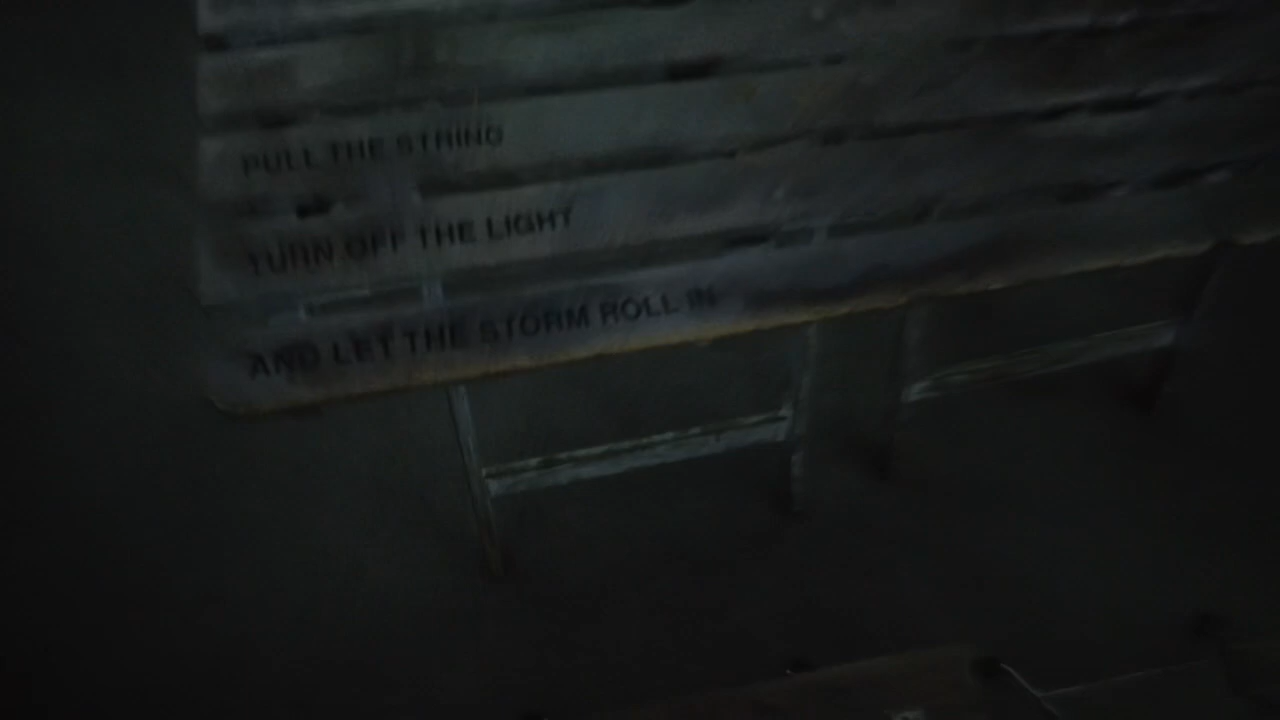 PULL THE STRING
TURN OFF THE LIGHT
AND LET THE STORM ROLL IN